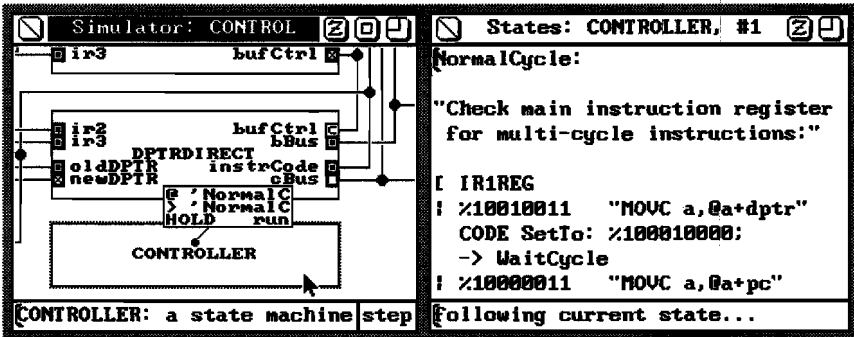 Simulator: CONTROL
ir3 bufCtrl
ir2 bufCtrl
ir3 bBus
DPTRDIRECT
oldDPTR instrCode
newDPTR cBus
@ 'NormalC
> 'NormalC
HOLD run
CONTROLLER
CONTROLLER: a state machine step
States: CONTROLLER, #1
NormalCycle:
"Check main instruction register
for multi-cycle instructions:"
[ IR1REG
| %10010011 "MOVC a,@a+dptr"
CODE SetTo: %100010000;
-> WaitCycle
| %10000011 "MOVC a,@a+pc"
Following current state...